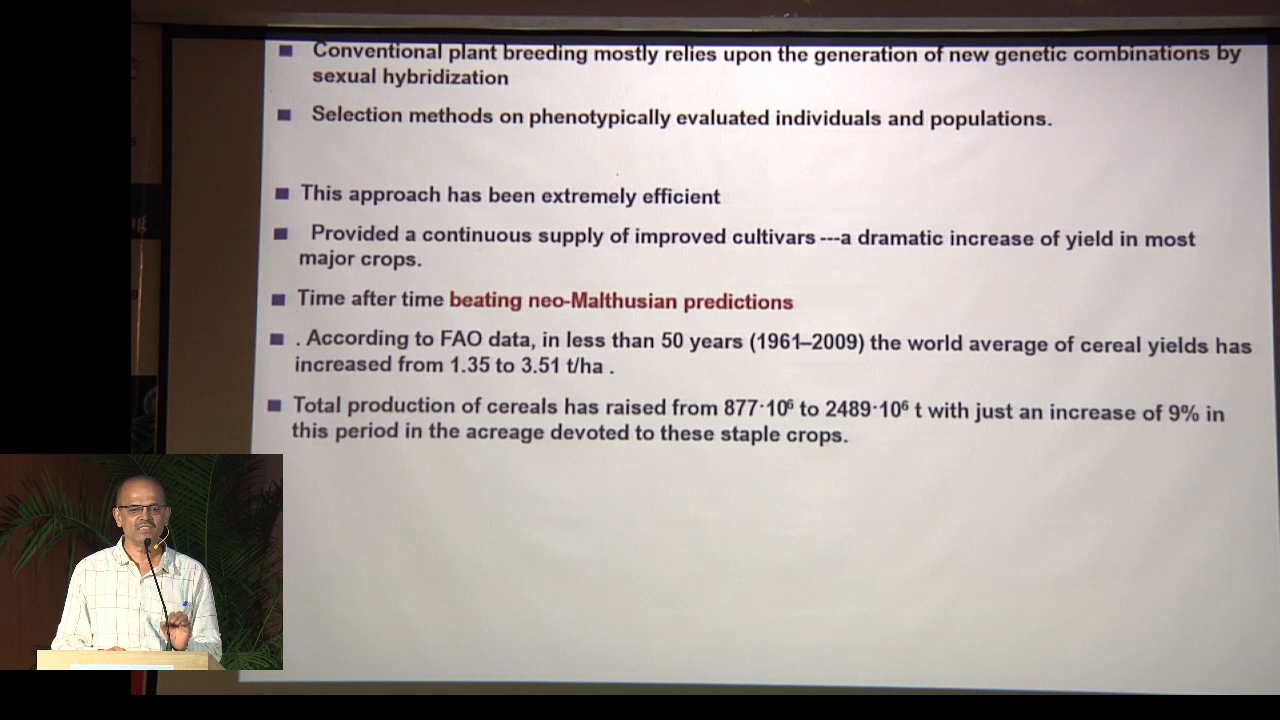 Conventional plant breeding mostly relies upon the generation of new genetic combinations by
sexual hybridization
Selection methods on phenotypically evaluated individuals and populations.
This approach has been extremely efficient
Provided a continuous supply of improved cultivars ---a dramatic increase of yield in most
major crops.
Time after time beating neo-Malthusian predictions
. According to FAO data, in less than 50 years (1961–2009) the world average of cereal yields has
increased from 1.35 to 3.51 t/ha .
Total production of cereals has raised from 877·10⁶ to 2489·10⁶ t with just an increase of 9% in
this period in the acreage devoted to these staple crops.